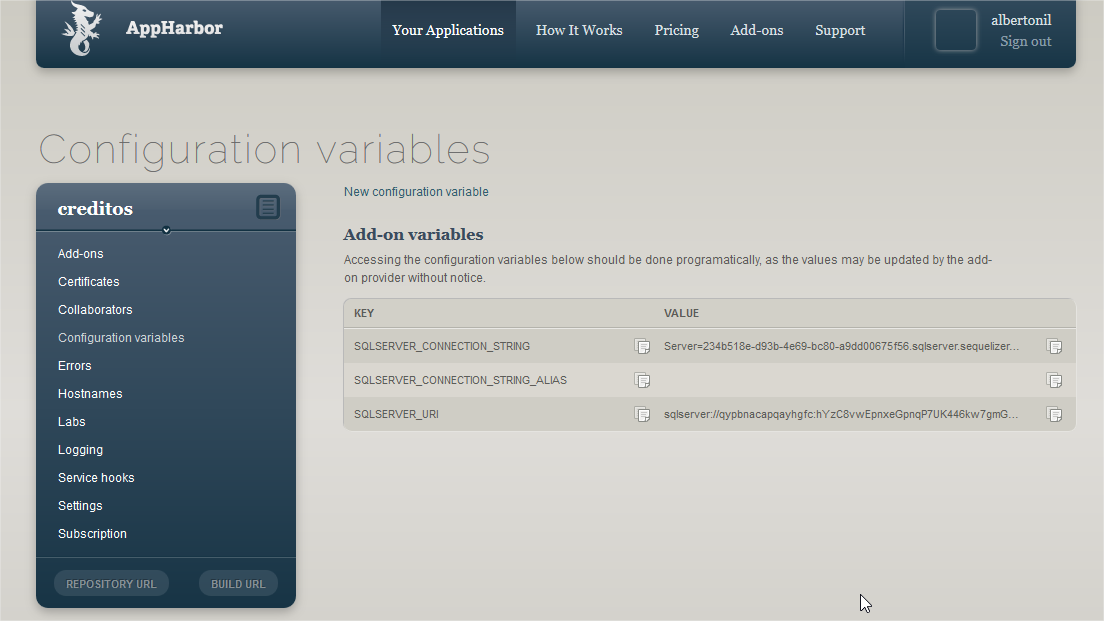 AppHarbor
Your Applications
How It Works
Pricing
Add-ons
Support
albertonil
Sign out
Configuration variables
creditos
Add-ons
Certificates
Collaborators
Configuration variables
Errors
Hostnames
Labs
Logging
Service hooks
Settings
Subscription
REPOSITORY URL
BUILD URL
New configuration variable
Add-on variables
Accessing the configuration variables below should be done programatically, as the values may be updated by the add-
on provider without notice.
KEY VALUE
SQLSERVER_CONNECTION_STRING Server=234b518e-d93b-4e69-bc80-a9dd00675f56.sqlserver.sequelizer...
SQLSERVER_CONNECTION_STRING_ALIAS
SQLSERVER_URI sqlserver://qypbnacapqayhgfc:hYzC8vwEpnxeGpnqP7UK446kw7gmG...